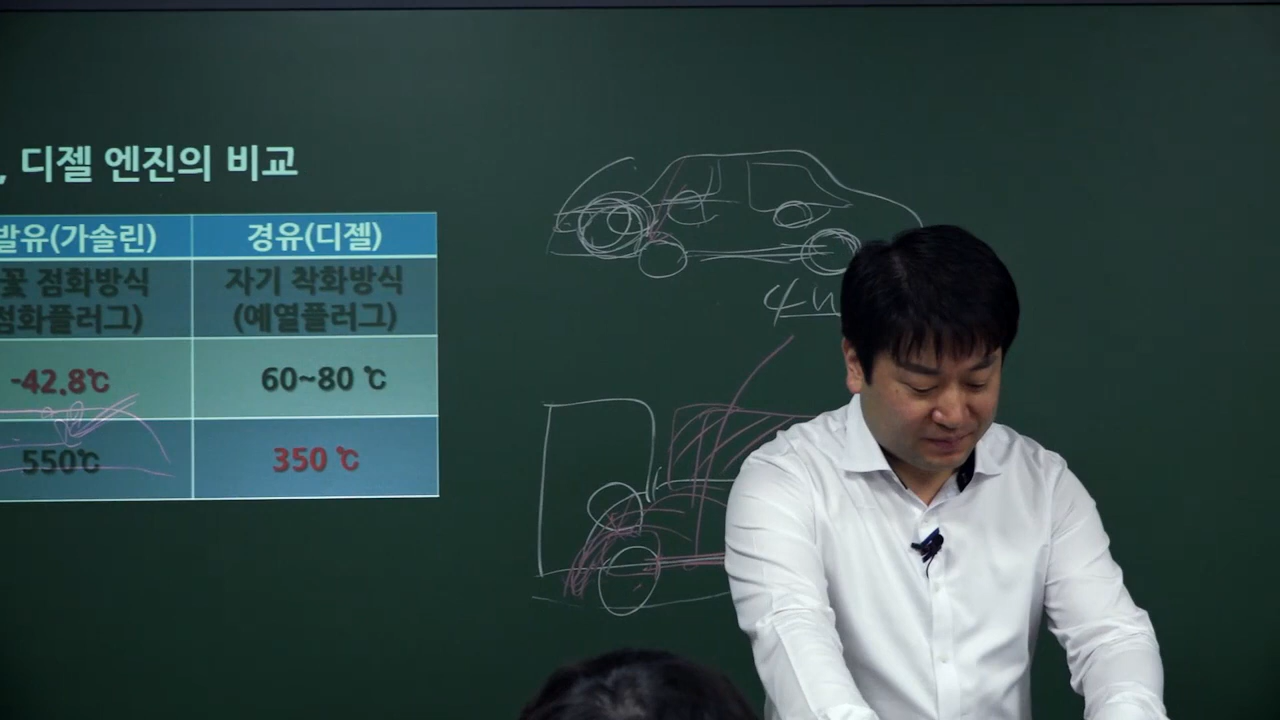 , 디젤 엔진의 비교
발유(가솔린)
경유(디젤)
꽃 점화방식
점화플러그)
자기 착화방식
(예열플러그)
-42.8℃
60~80 ℃
550℃
350 ℃
4w